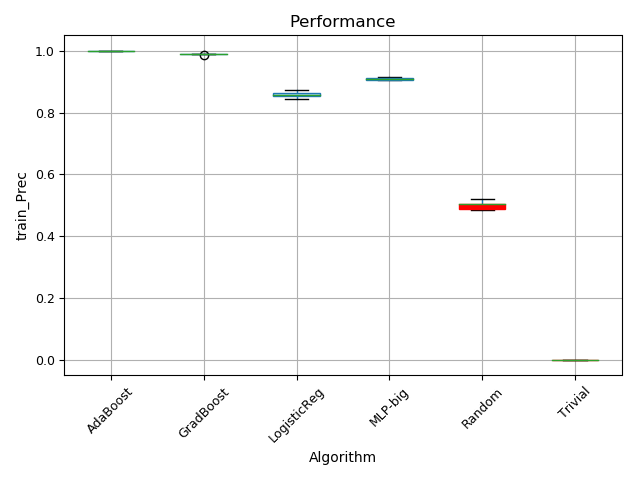 Performance
train_Prec
1.0
0.8
0.6
0.4
0.2
0.0
AdaBoost
GradBoost
LogisticReg
MLP-big
Random
Trivial
Algorithm